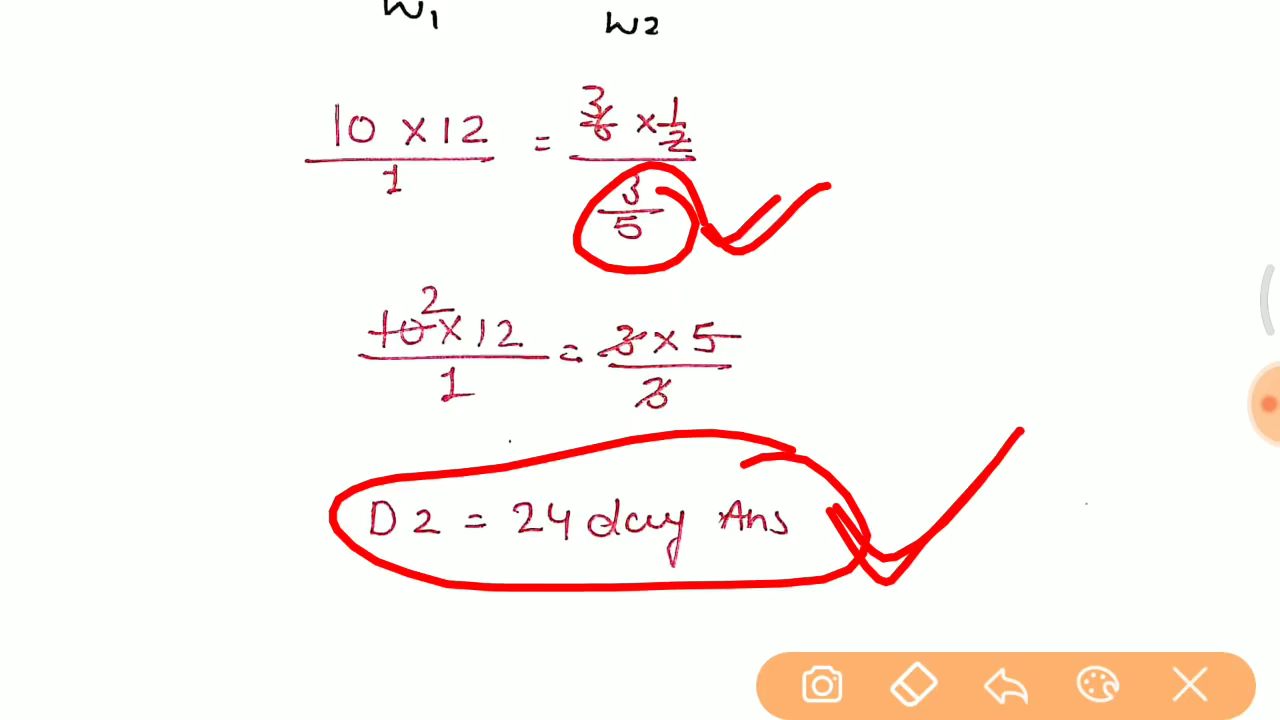 W1 W2
10 × 12 / 1 = 6 3 × 1/2 / 3/5
10 2 × 12 / 1 = 3 × 5 / 3
D2 = 24 day Ans